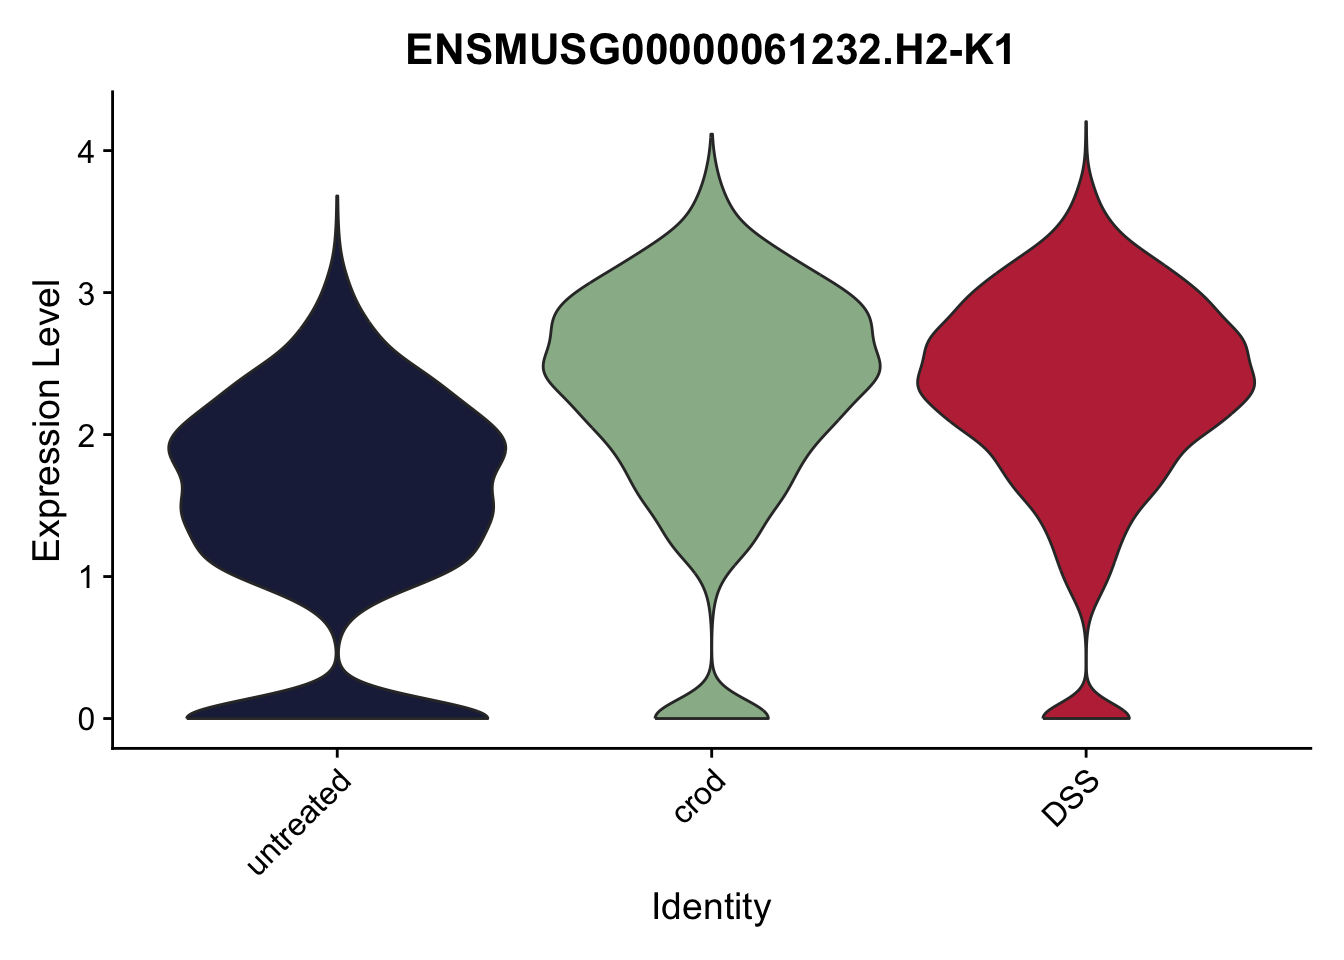 ENSMUSG00000061232.H2-K1
Expression Level
4
3
2
1
0
untreated
crod
DSS
Identity